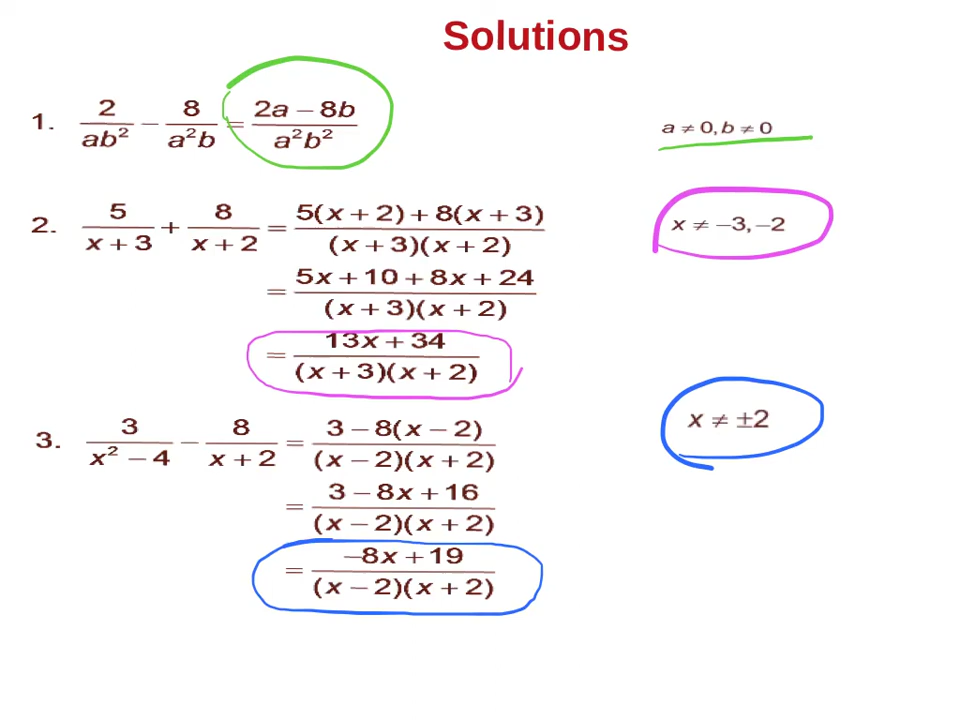 Solutions
1. 2/(ab²) − 8/(a²b) = (2a − 8b)/(a²b²)    a ≠ 0, b ≠ 0
2. 5/(x + 3) + 8/(x + 2) = (5(x + 2) + 8(x + 3))/((x + 3)(x + 2))    x ≠ −3, −2
= (5x + 10 + 8x + 24)/((x + 3)(x + 2))
= (13x + 34)/((x + 3)(x + 2))
3. 3/(x² − 4) − 8/(x + 2) = (3 − 8(x − 2))/((x − 2)(x + 2))    x ≠ ±2
= (3 − 8x + 16)/((x − 2)(x + 2))
= (−8x + 19)/((x − 2)(x + 2))